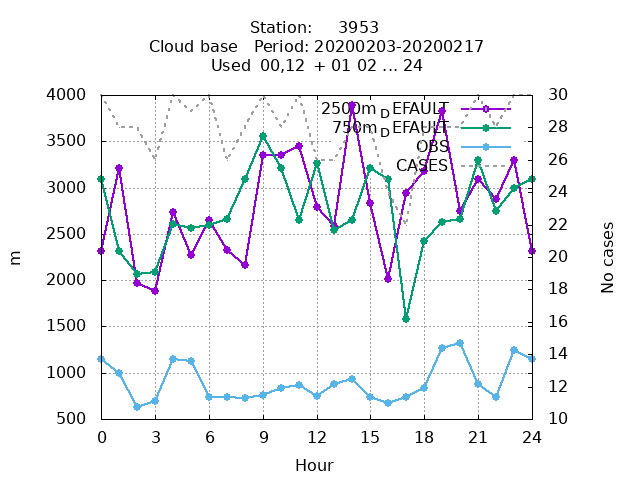 Station: 3953
Cloud base Period: 20200203-20200217
Used 00,12 + 01 02 ... 24
4000 30
2500m_DEFAULT
750m_DEFAULT
3500 28
OBS
CASES
26
3000
24
2500 22
m
No cases
20
2000
18
1500 16
14
1000
12
500 10
0 3 6 9 12 15 18 21 24
Hour